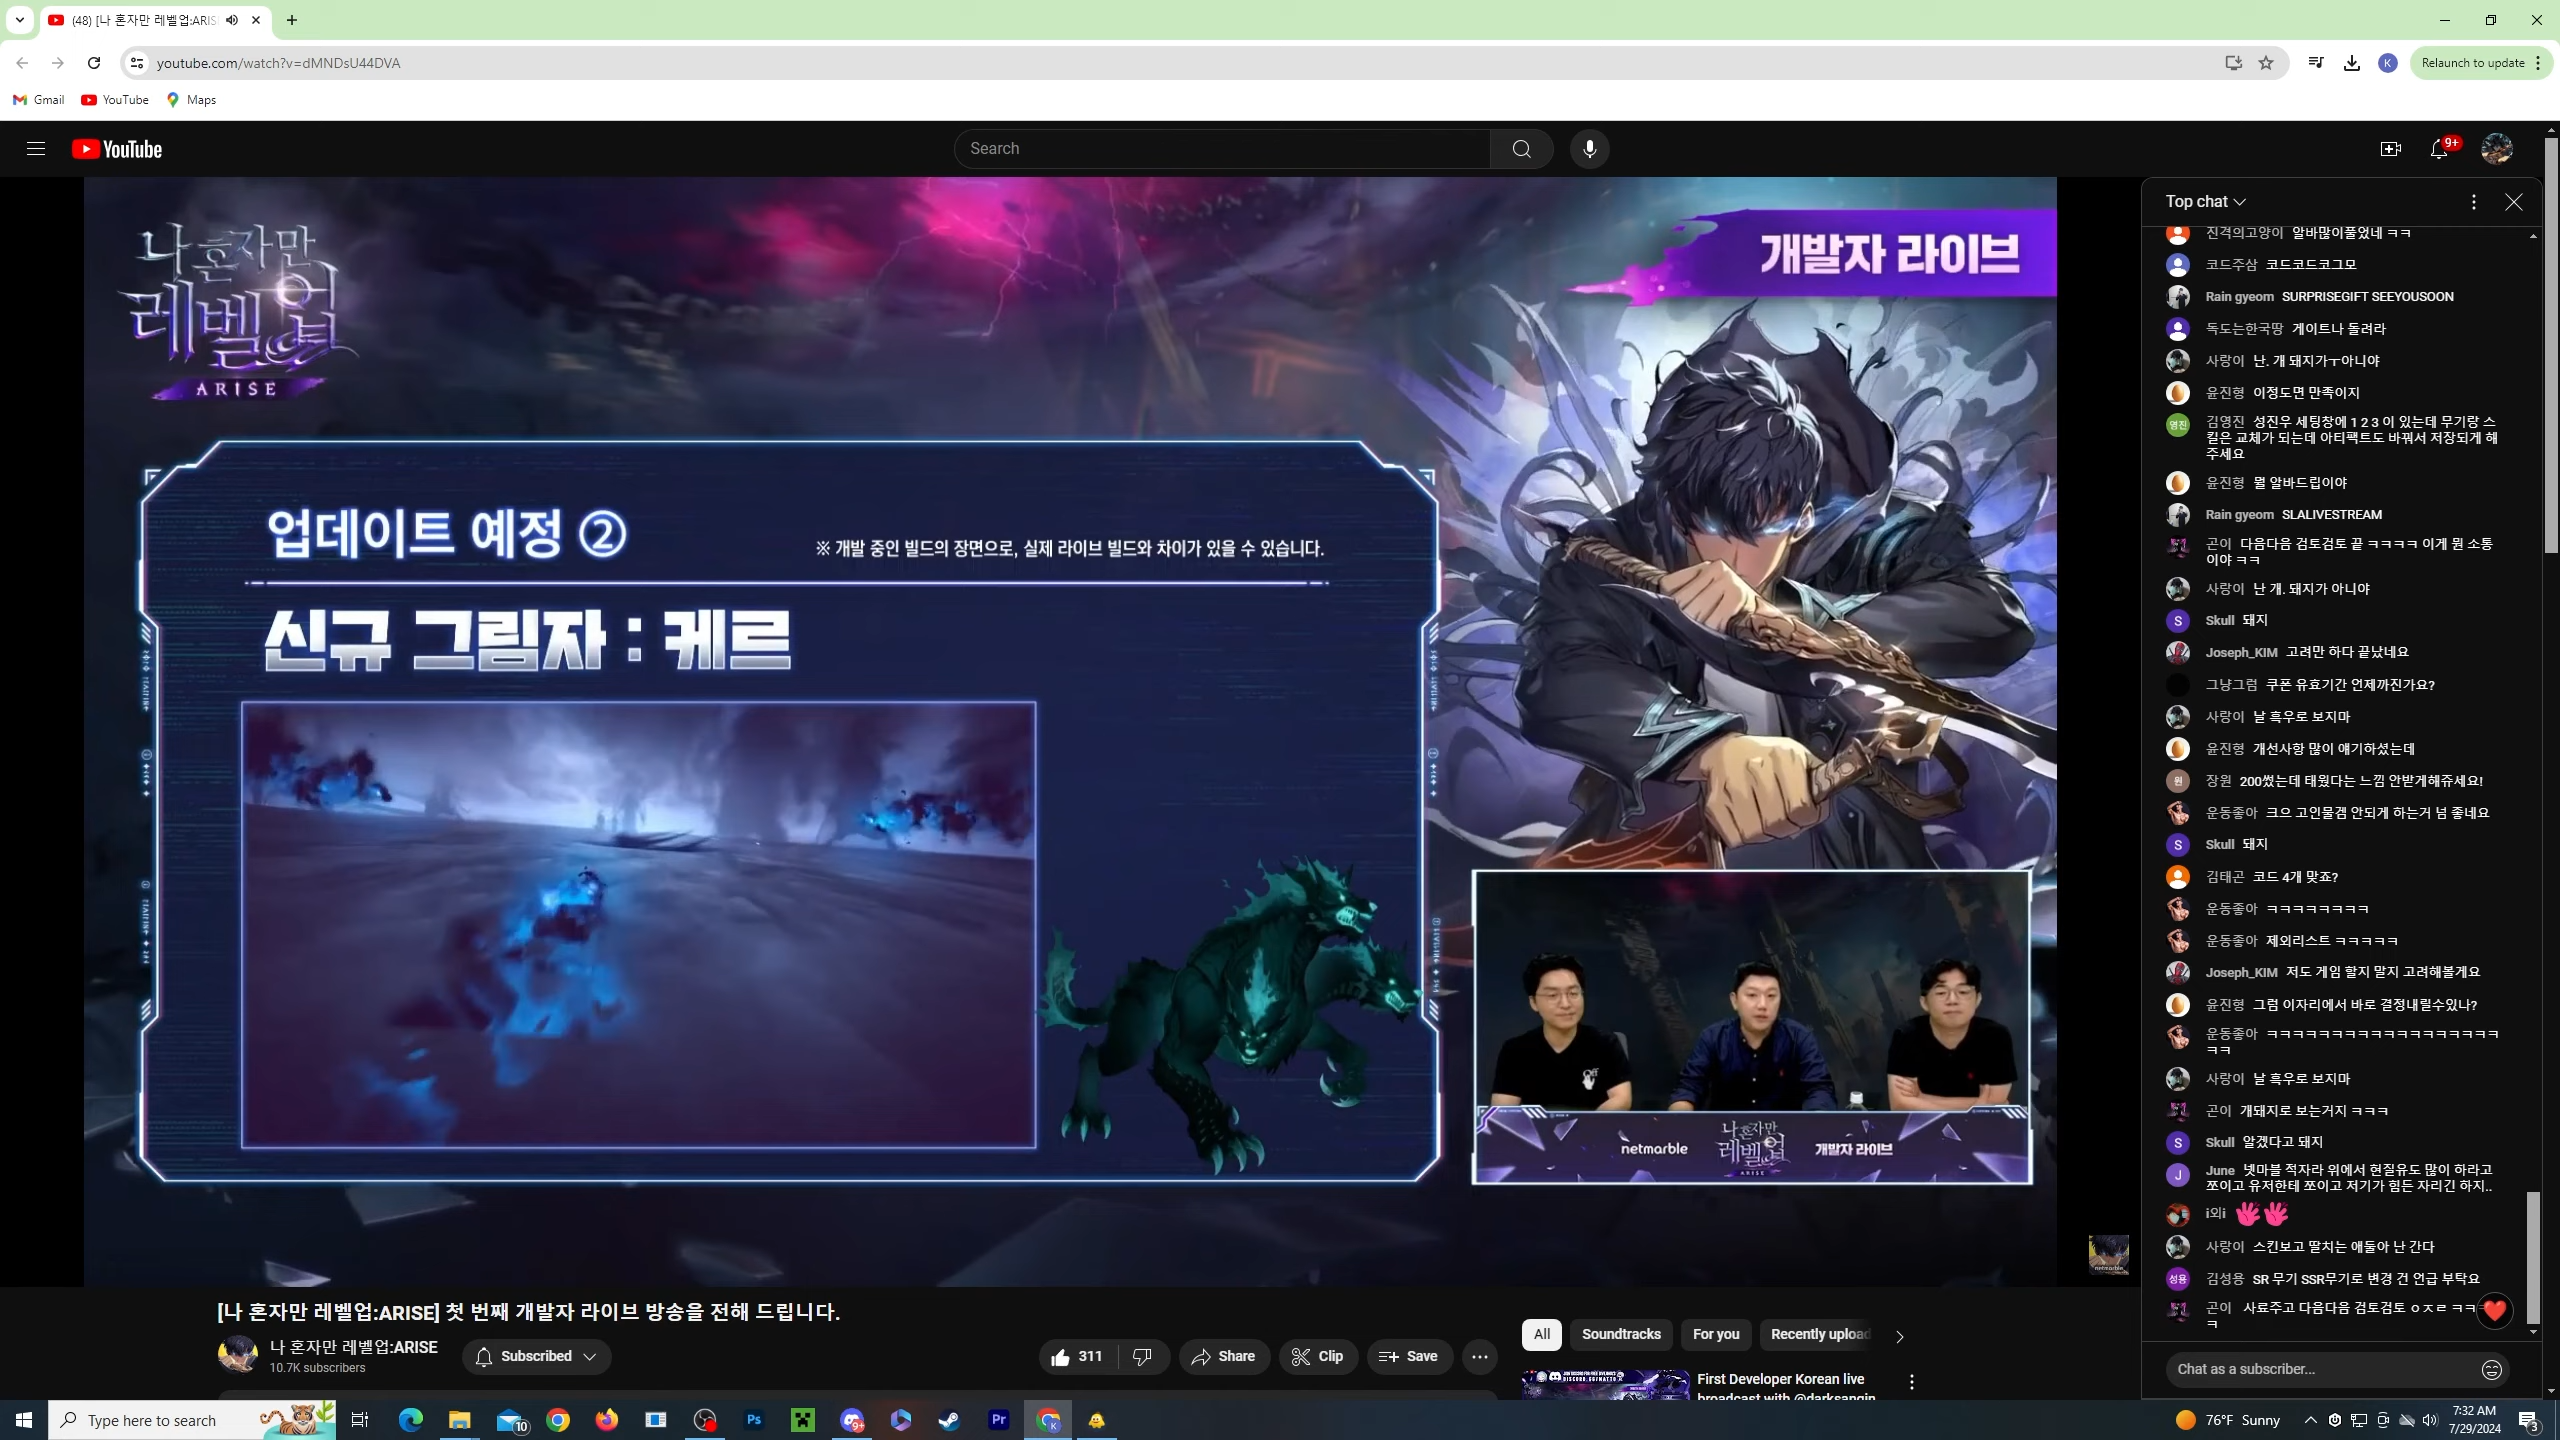 (48) [나 혼자만 레벨업:ARIS
youtube.com/watch?v=dMNDsU44DVA
K
Relaunch to update
Gmail
YouTube
Maps
YouTube
Search
9+
나 혼자만
레벨업
ARISE
개발자 라이브
업데이트 예정 ②
※ 개발 중인 빌드의 장면으로, 실제 라이브 빌드와 차이가 있을 수 있습니다.
신규 그림자 : 케르
Off
netmarble
나 혼자만
레벨업
ARISE
개발자 라이브
[나 혼자만 레벨업:ARISE] 첫 번째 개발자 라이브 방송을 전해 드립니다.
나 혼자만 레벨업:ARISE
10.7K subscribers
Subscribed
311
Share
Clip
Save
All
Soundtracks
For you
Recently upload
First Developer Korean live
broadcast with @darksangin
Top chat
진격의고양이 알바많이풀었네 ㅋㅋ
코드주삼 코드코드코그모
Rain gyeom SURPRISEGIFT SEEYOUSOON
독도는한국땅 게이트나 돌려라
사랑이 난. 개 돼지가ㅜ아니야
윤진형 이정도면 만족이지
영진
김영진 성진우 세팅창에 1 2 3 이 있는데 무기랑 스
킬은 교체가 되는데 아티팩트도 바꿔서 저장되게 해
주세요
윤진형 뭘 알바드립이야
Rain gyeom SLALIVESTREAM
곤이 다음다음 검토검토 끝 ㅋㅋㅋㅋ 이게 뭔 소통
이야 ㅋㅋ
사랑이 난 개. 돼지가 아니야
S
Skull 돼지
Joseph_KIM 고려만 하다 끝났네요
그냥그럼 쿠폰 유효기간 언제까진가요?
사랑이 날 흑우로 보지마
윤진형 개선사항 많이 얘기하셨는데
원
장원 200썼는데 태웠다는 느낌 안받게해쥬세요!
운동좋아 크으 고인물겜 안되게 하는거 넘 좋네요
S
Skull 돼지
김태곤 코드 4개 맞죠?
운동좋아 ㅋㅋㅋㅋㅋㅋㅋㅋ
운동좋아 제외리스트 ㅋㅋㅋㅋㅋ
Joseph_KIM 저도 게임 할지 말지 고려해볼게요
윤진형 그럼 이자리에서 바로 결정내릴수있나?
운동좋아 ㅋㅋㅋㅋㅋㅋㅋㅋㅋㅋㅋㅋㅋㅋㅋㅋㅋㅋ
ㅋㅋ
사랑이 날 흑우로 보지마
곤이 개돼지로 보는거지 ㅋㅋㅋ
S
Skull 알겠다고 돼지
J
June 넷마블 적자라 위에서 현질유도 많이 하라고
쪼이고 유저한테 쪼이고 저기가 힘든 자리긴 하지..
i외i
사랑이 스킨보고 딸치는 애둘아 난 간다
성용
김성용 SR 무기 SSR무기로 변경 건 언급 부탁요
곤이 사료주고 다음다음 검토검토 ㅇㅈㄹ ㅋㅋ
ㅋ
Chat as a subscriber...
Type here to search
10
Ps
9+
Pr
K
76°F Sunny
7:32 AM
7/29/2024
3